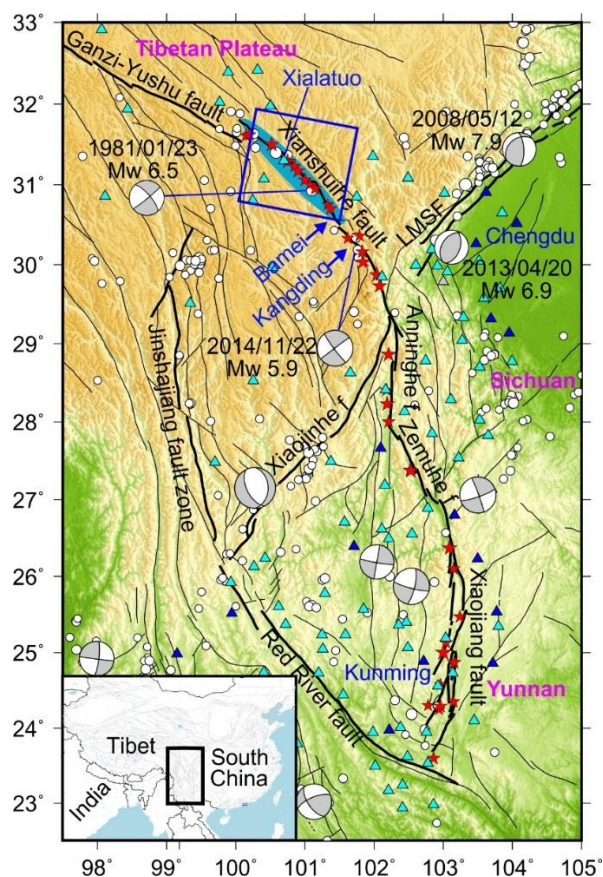 33°
32°
31°
30°
29°
28°
27°
26°
25°
24°
23°
Ganzi-Yushu fault
Tibetan Plateau
Xialatuo
1981/01/23
Mw 6.5
Xianshuihe fault
2008/05/12
Mw 7.9
LMSF
Chengdu
Bamei
Kangding
2013/04/20
Mw 6.9
2014/11/22
Mw 5.9
Jinshajiang fault zone
Anninghe f
Sichuan
Xiaojinhe f
Zemuhe f
Xiaojiang fault
Red River fault
Kunming
Yunnan
Tibet
South
China
India
98° 99° 100° 101° 102° 103° 104° 105°